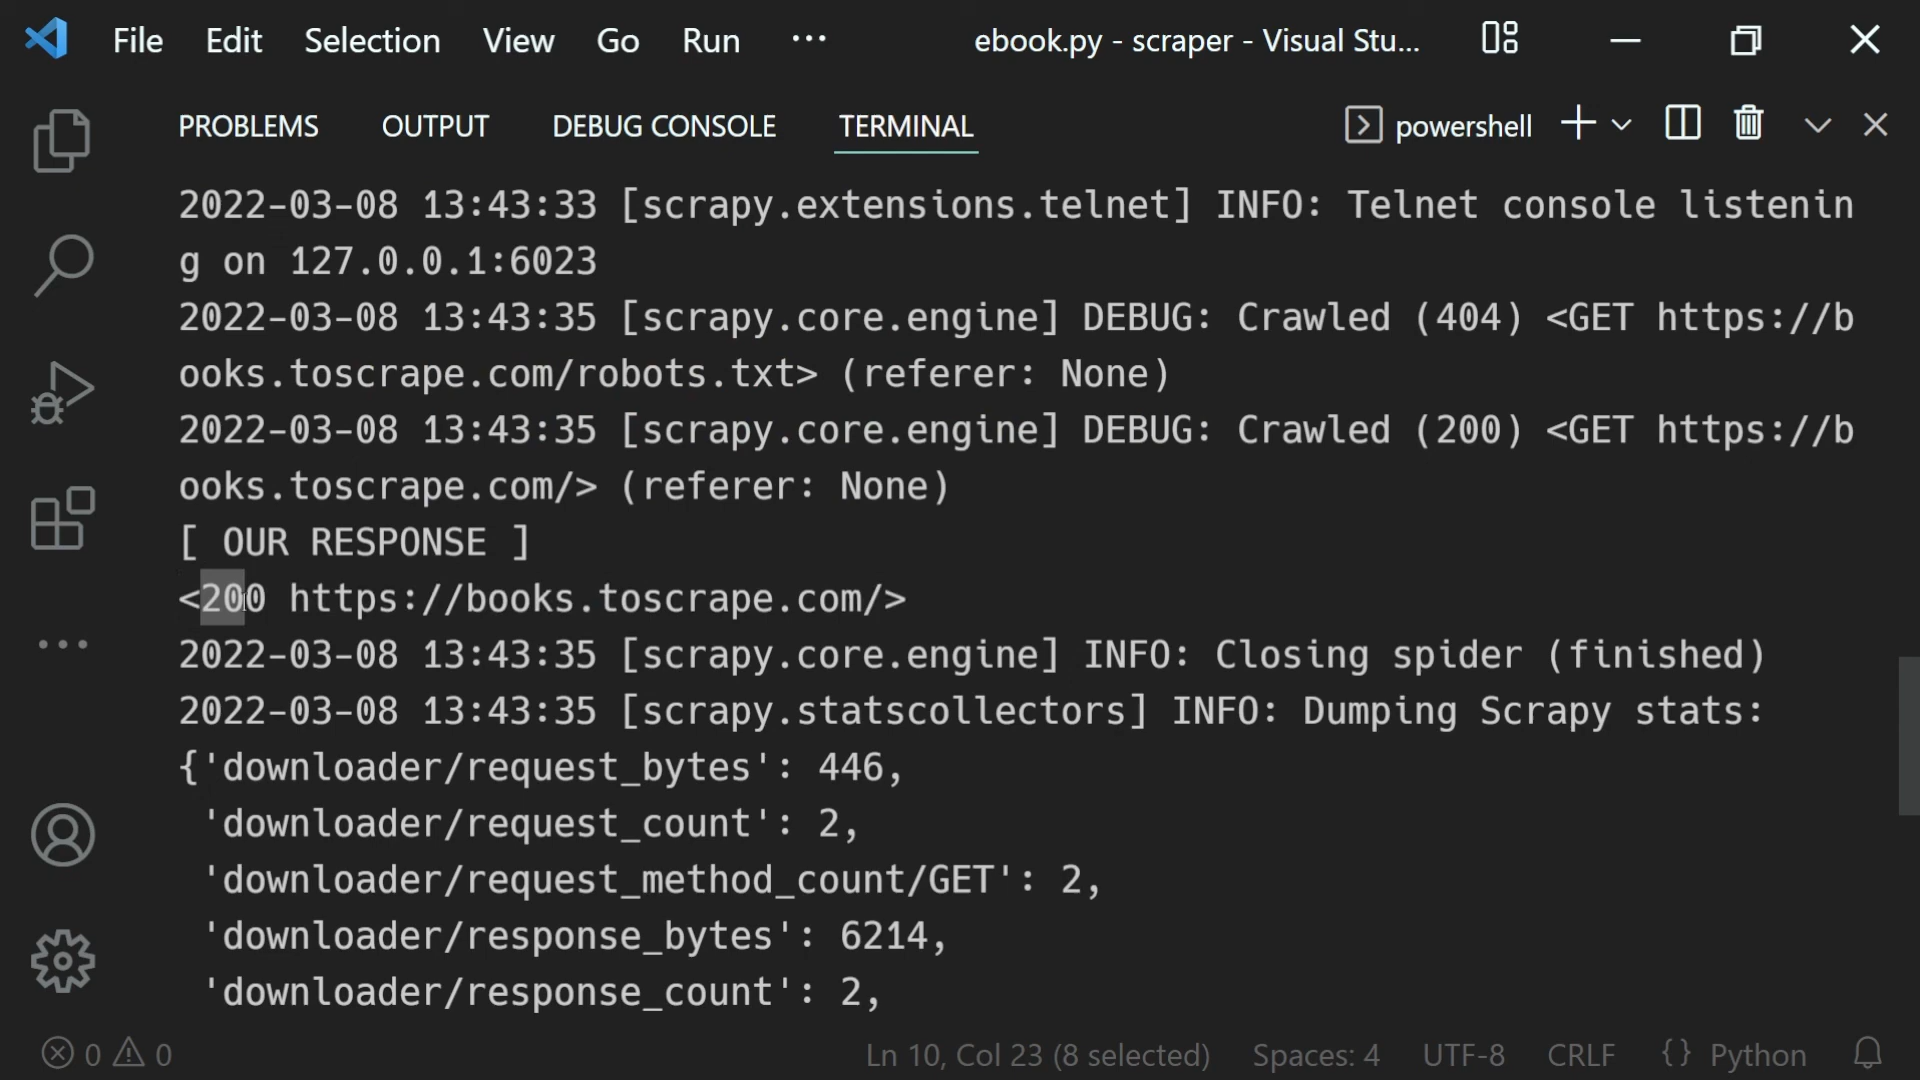 File Edit Selection View Go Run ··· ebook.py - scraper - Visual Stu...
PROBLEMS OUTPUT DEBUG CONSOLE TERMINAL powershell
2022-03-08 13:43:33 [scrapy.extensions.telnet] INFO: Telnet console listenin
g on 127.0.0.1:6023
2022-03-08 13:43:35 [scrapy.core.engine] DEBUG: Crawled (404) <GET https://b
ooks.toscrape.com/robots.txt> (referer: None)
2022-03-08 13:43:35 [scrapy.core.engine] DEBUG: Crawled (200) <GET https://b
ooks.toscrape.com/> (referer: None)
[ OUR RESPONSE ]
<200 https://books.toscrape.com/>
2022-03-08 13:43:35 [scrapy.core.engine] INFO: Closing spider (finished)
2022-03-08 13:43:35 [scrapy.statscollectors] INFO: Dumping Scrapy stats:
{'downloader/request_bytes': 446,
'downloader/request_count': 2,
'downloader/request_method_count/GET': 2,
'downloader/response_bytes': 6214,
'downloader/response_count': 2,
0 0 Ln 10, Col 23 (8 selected) Spaces: 4 UTF-8 CRLF {} Python